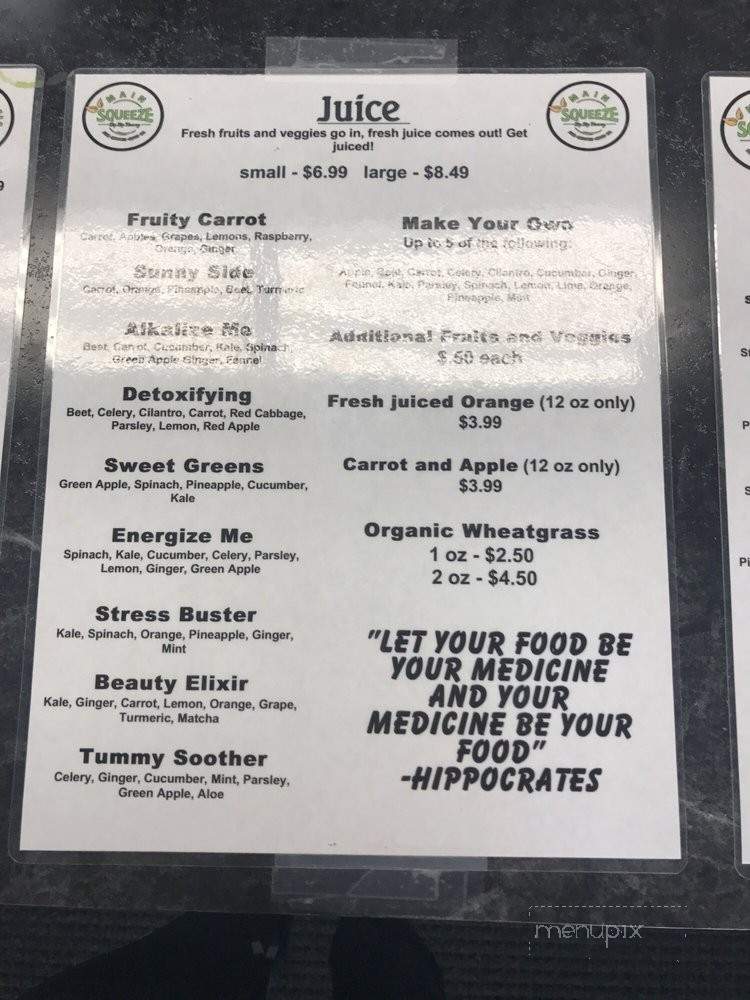 MAIN
SQUEEZE
MAIN
SQUEEZE
Juice
Fresh fruits and veggies go in, fresh juice comes out! Get
juiced!
small - $6.99 large - $8.49
Fruity Carrot
Carrot, Apples, Grapes, Lemons, Raspberry,
Orange, Ginger
Sunny Side
Carrot, Orange, Pineapple, Beet, Turmeric
Alkalize Me
Beet, Carrot, Cucumber, Kale, Spinach,
Green Apple Ginger, Fennel
Detoxifying
Beet, Celery, Cilantro, Carrot, Red Cabbage,
Parsley, Lemon, Red Apple
Sweet Greens
Green Apple, Spinach, Pineapple, Cucumber,
Kale
Energize Me
Spinach, Kale, Cucumber, Celery, Parsley,
Lemon, Ginger, Green Apple
Stress Buster
Kale, Spinach, Orange, Pineapple, Ginger,
Mint
Beauty Elixir
Kale, Ginger, Carrot, Lemon, Orange, Grape,
Turmeric, Matcha
Tummy Soother
Celery, Ginger, Cucumber, Mint, Parsley,
Green Apple, Aloe
Make Your Own
Up to 5 of the following:
Apple, Beet, Carrot, Celery, Cilantro, Cucumber, Ginger,
Fennel, Kale, Parsley, Spinach, Lemon, Lime, Orange,
Pineapple, Mint
Additional Fruits and Veggies
$.50 each
Fresh juiced Orange (12 oz only)
$3.99
Carrot and Apple (12 oz only)
$3.99
Organic Wheatgrass
1 oz - $2.50
2 oz - $4.50
"LET YOUR FOOD BE
YOUR MEDICINE
AND YOUR
MEDICINE BE YOUR
FOOD"
-HIPPOCRATES
menupix